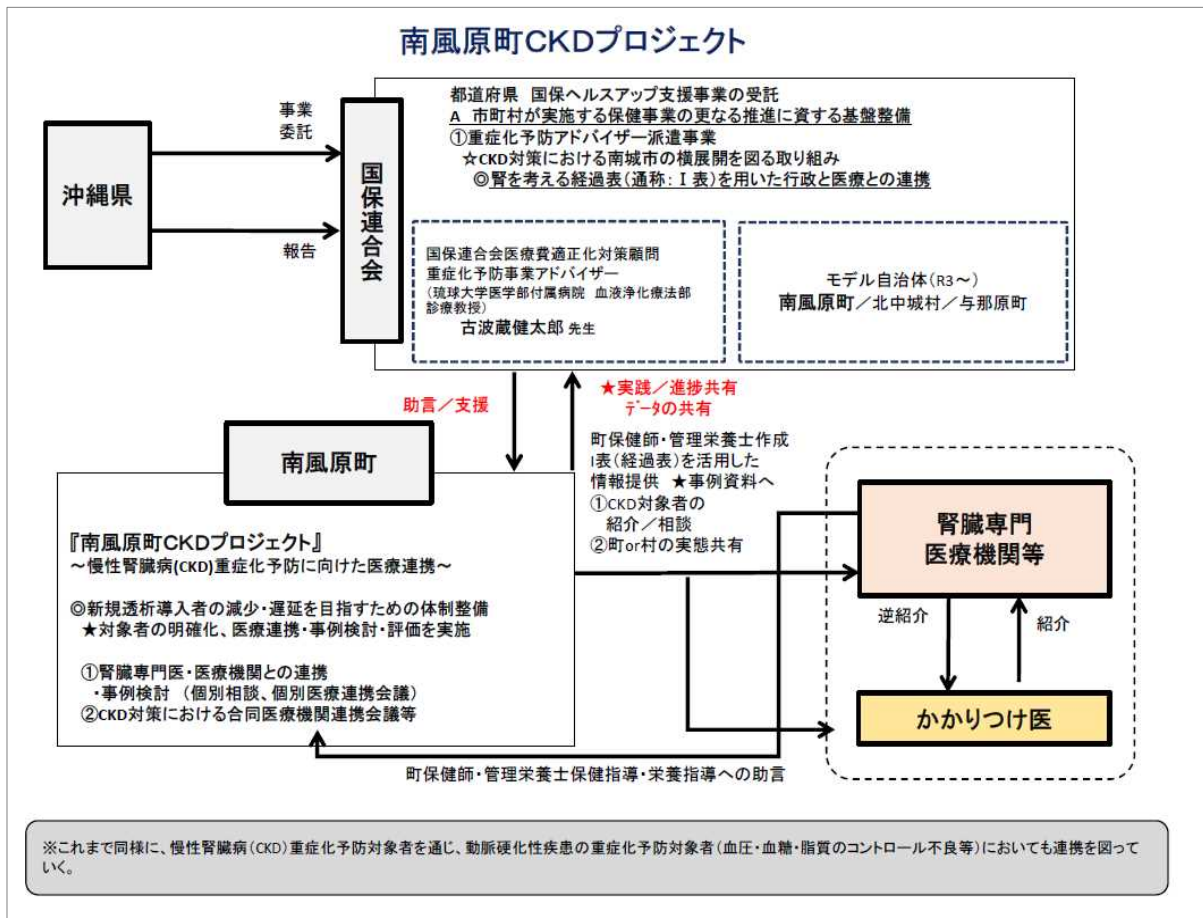 南風原町CKDプロジェクト
都道府県 国保ヘルスアップ支援事業の受託
A 市町村が実施する保健事業の更なる推進に資する基盤整備
①重症化予防アドバイザー派遣事業
☆CKD対策における南城市の横展開を図る取り組み
◎腎を考える経過表(通称:Ⅰ表)を用いた行政と医療との連携
沖縄県
事業
委託
報告
国保連合会
国保連合会医療費適正化対策顧問
重症化予防事業アドバイザー
(琉球大学医学部付属病院 血液浄化療法部
診療教授)
古波蔵健太郎 先生
モデル自治体(R3～)
南風原町/北中城村/与那原町
助言/支援
★実践/進捗共有
データの共有
南風原町
『南風原町CKDプロジェクト』
～慢性腎臓病(CKD)重症化予防に向けた医療連携～
◎新規透析導入者の減少・遅延を目指すための体制整備
★対象者の明確化、医療連携・事例検討・評価を実施
①腎臓専門医・医療機関との連携
・事例検討 (個別相談、個別医療連携会議)
②CKD対策における合同医療機関連携会議等
町保健師・管理栄養士作成
I表(経過表)を活用した
情報提供 ★事例資料へ
①CKD対象者の
紹介/相談
②町or村の実態共有
腎臓専門
医療機関等
逆紹介
紹介
かかりつけ医
町保健師・管理栄養士保健指導・栄養指導への助言
※これまで同様に、慢性腎臓病(CKD)重症化予防対象者を通じ、動脈硬化性疾患の重症化予防対象者(血圧・血糖・脂質のコントロール不良等)においても連携を図って
いく。